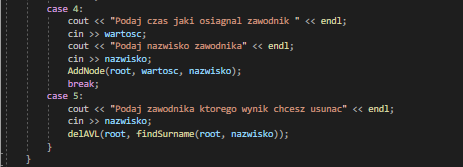 case 4:
cout << "Podaj czas jaki osiagnal zawodnik " << endl;
cin >> wartosc;
cout << "Podaj nazwisko zawodnika" << endl;
cin >> nazwisko;
AddNode(root, wartosc, nazwisko);
break;
case 5:
cout << "Podaj zawodnika ktorego wynik chcesz usunac" << endl;
cin >> nazwisko;
delAVL(root, findSurname(root, nazwisko));
}
}